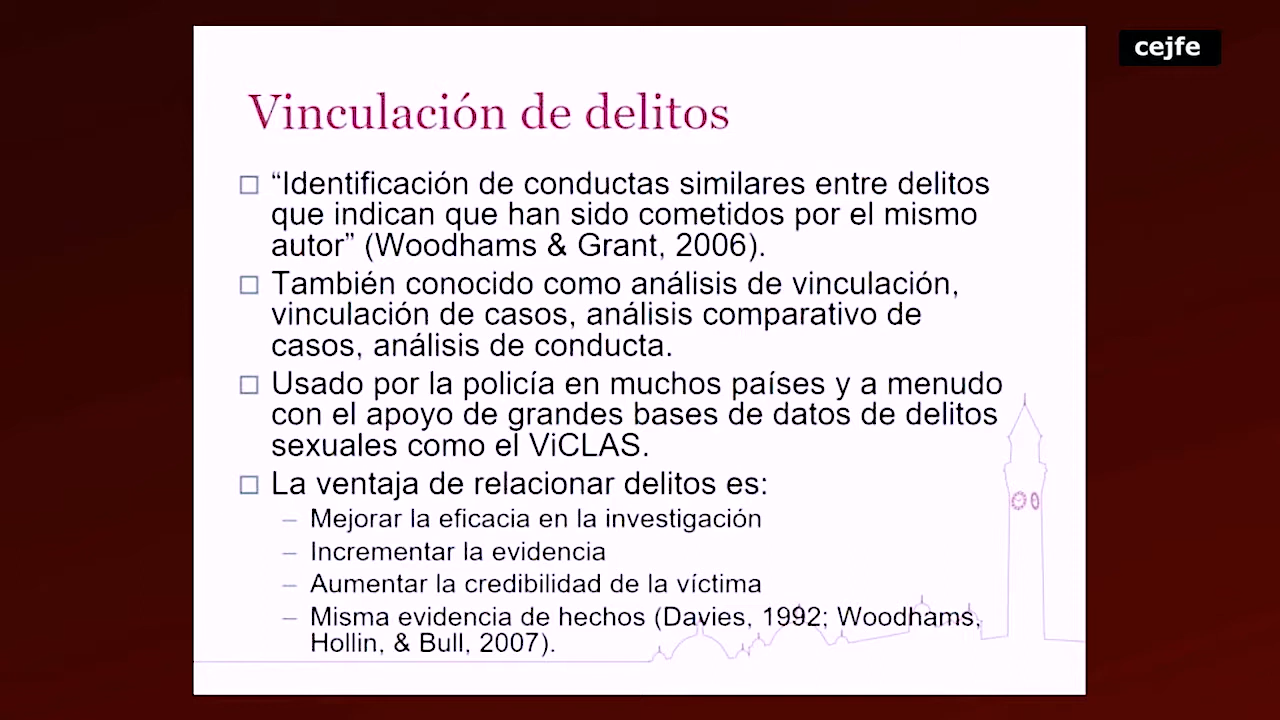 cejfe
Vinculación de delitos
“Identificación de conductas similares entre delitos
que indican que han sido cometidos por el mismo
autor” (Woodhams & Grant, 2006).
También conocido como análisis de vinculación,
vinculación de casos, análisis comparativo de
casos, análisis de conducta.
Usado por la policía en muchos países y a menudo
con el apoyo de grandes bases de datos de delitos
sexuales como el ViCLAS.
La ventaja de relacionar delitos es:
– Mejorar la eficacia en la investigación
– Incrementar la evidencia
– Aumentar la credibilidad de la víctima
– Misma evidencia de hechos (Davies, 1992; Woodhams,
Hollin, & Bull, 2007).